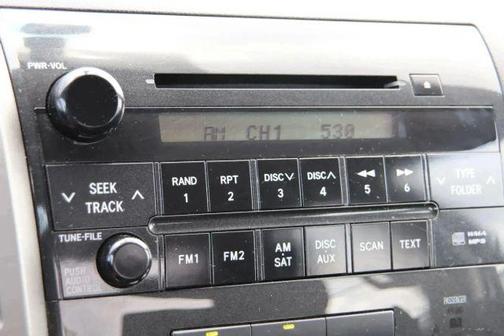 PWR·VOL
AM CH1 530
SEEK TRACK
RAND 1
RPT 2
DISC 3
DISC 4
5
6
TYPE FOLDER
TUNE·FILE
PUSH AUDIO CONTROL
FM1
FM2
AM SAT
DISC AUX
SCAN
TEXT
WMA MP3
PASSENGER